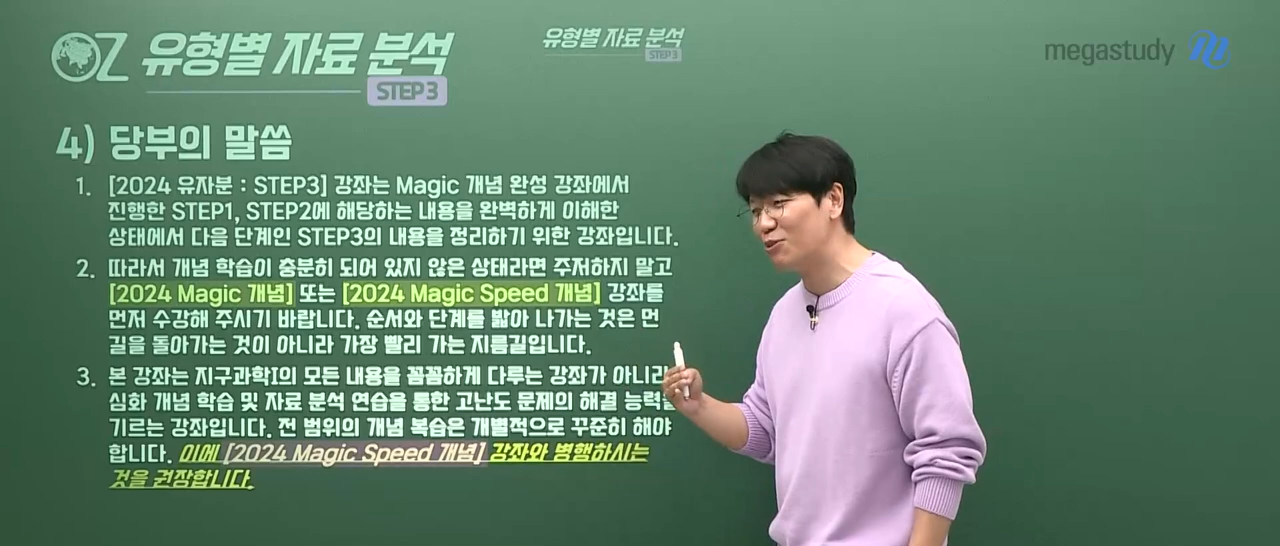 OZ 유형별 자료 분석
STEP 3
유형별 자료 분석
STEP 3
megastudy
4) 당부의 말씀
1. [2024 유자분 : STEP3] 강좌는 Magic 개념 완성 강좌에서
진행한 STEP1, STEP2에 해당하는 내용을 완벽하게 이해한
상태에서 다음 단계인 STEP3의 내용을 정리하기 위한 강좌입니다.
2. 따라서 개념 학습이 충분히 되어 있지 않은 상태라면 주저하지 말고
[2024 Magic 개념] 또는 [2024 Magic Speed 개념] 강좌를
먼저 수강해 주시기 바랍니다. 순서와 단계를 밟아 나가는 것은 먼
길을 돌아가는 것이 아니라 가장 빨리 가는 지름길입니다.
3. 본 강좌는 지구과학I의 모든 내용을 꼼꼼하게 다루는 강좌가 아니라
심화 개념 학습 및 자료 분석 연습을 통한 고난도 문제의 해결 능력을
기르는 강좌입니다. 전 범위의 개념 복습은 개별적으로 꾸준히 해야
합니다. 이에 [2024 Magic Speed 개념] 강좌와 병행하시는
것을 권장합니다.